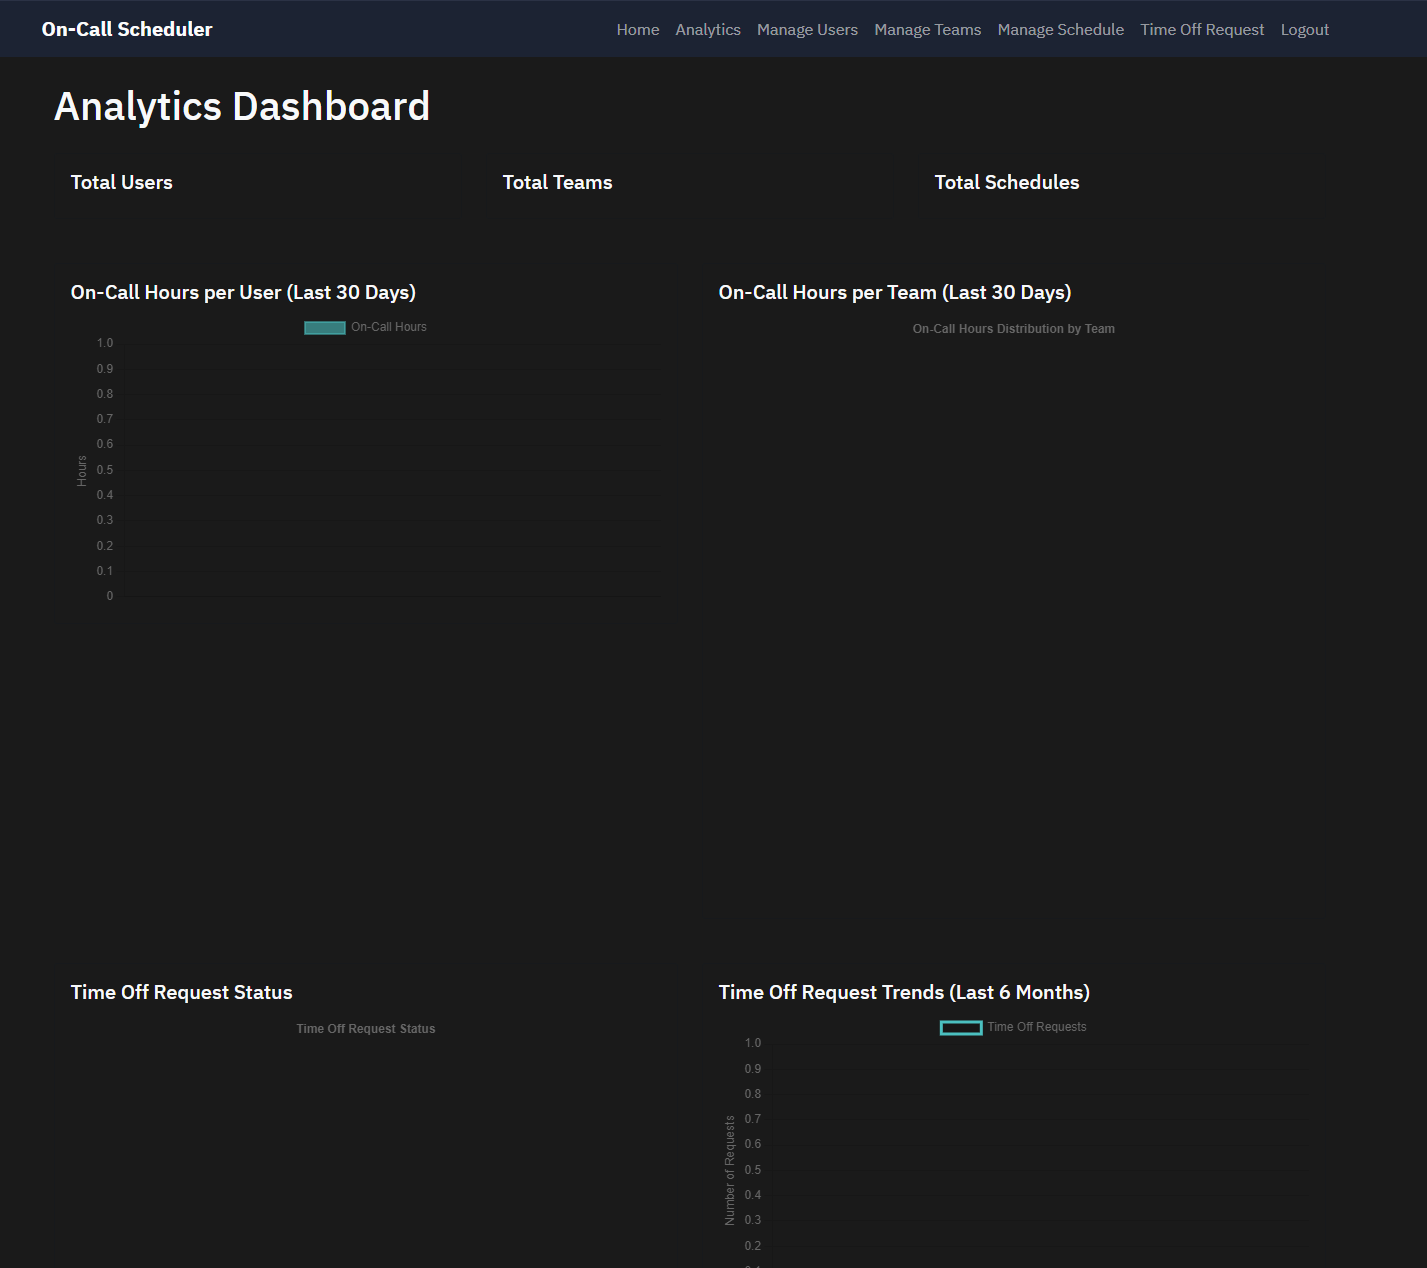 On-Call Scheduler
Home Analytics Manage Users Manage Teams Manage Schedule Time Off Request Logout
Analytics Dashboard
Total Users
Total Teams
Total Schedules
On-Call Hours per User (Last 30 Days)
On-Call Hours
1.0
0.9
0.8
0.7
0.6
0.5
0.4
0.3
0.2
0.1
0
Hours
On-Call Hours per Team (Last 30 Days)
On-Call Hours Distribution by Team
Time Off Request Status
Time Off Request Status
Time Off Request Trends (Last 6 Months)
Time Off Requests
1.0
0.9
0.8
0.7
0.6
0.5
0.4
0.3
0.2
Number of Requests